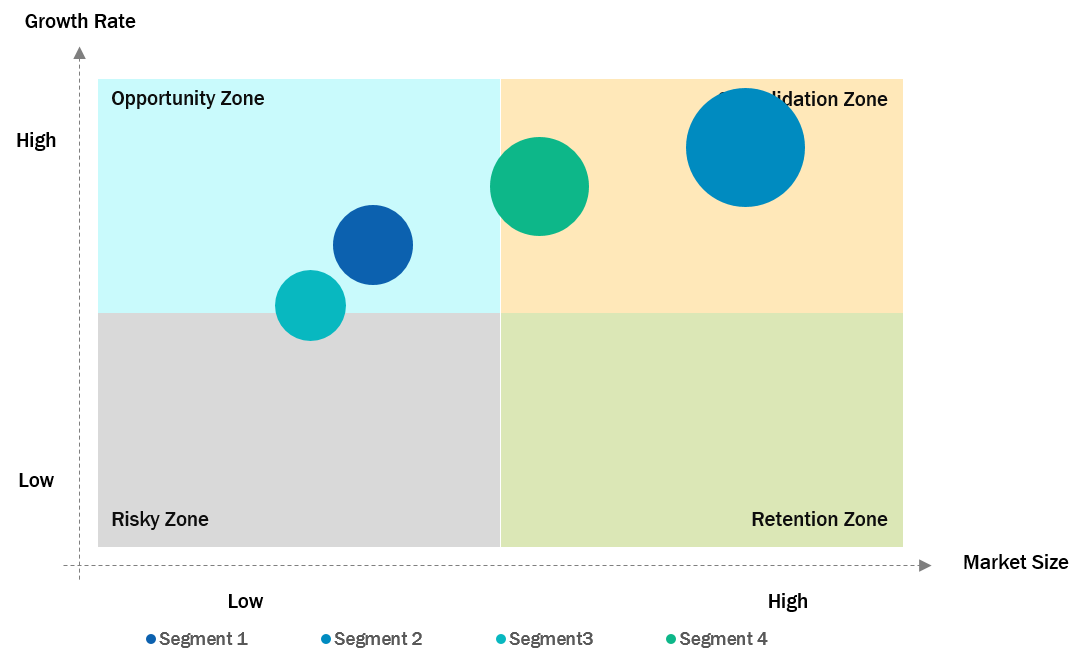 Growth Rate
Opportunity Zone
Zone
High
Low
Risky Zone
Retention Zone
Market Size
Low
High
Segment 1
Segment 2
Segment3
Segment 4